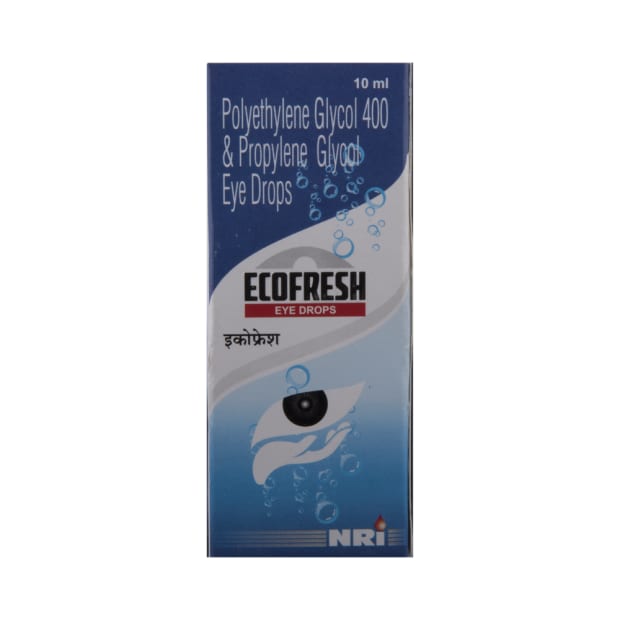 10 ml
Polyethylene Glycol 400
& Propylene Glycol
Eye Drops
ECOFRESH
EYE DROPS
इकोफ्रेश
NRI